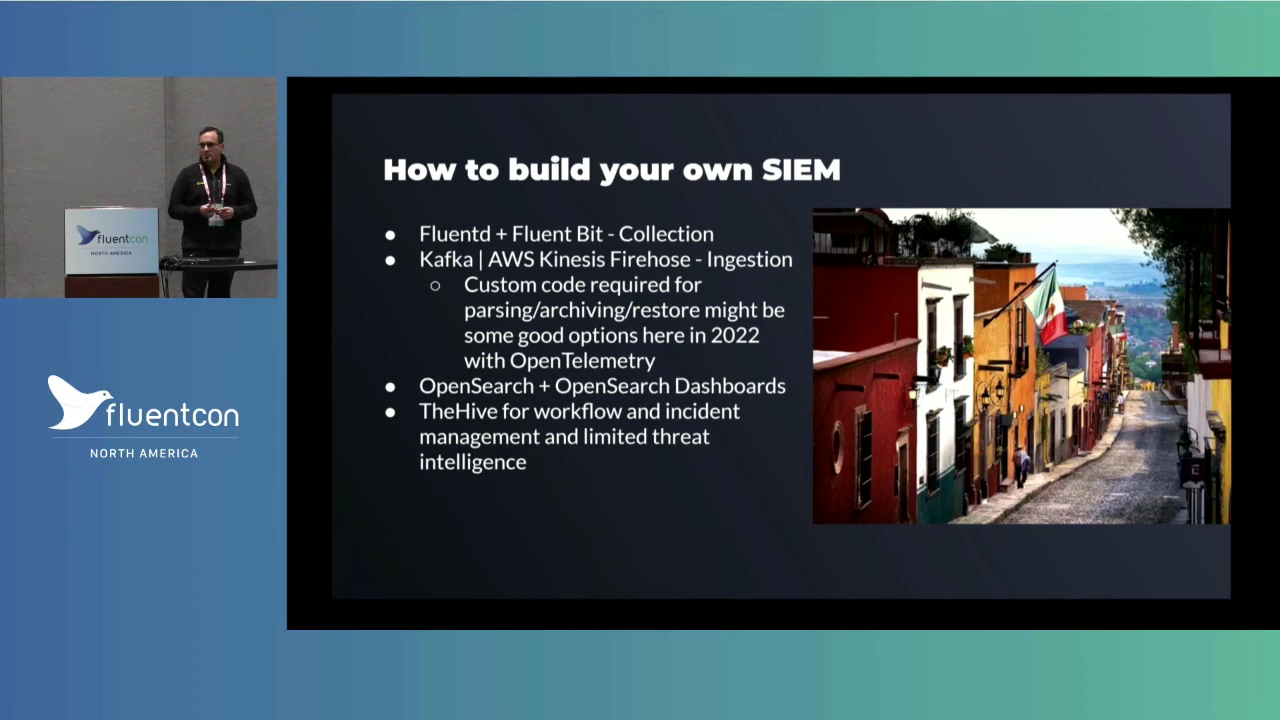 fluentcon
NORTH AMERICA
fluentcon
NORTH AMERICA
How to build your own SIEM
● Fluentd + Fluent Bit - Collection
● Kafka | AWS Kinesis Firehose - Ingestion
○ Custom code required for
parsing/archiving/restore might be
some good options here in 2022
with OpenTelemetry
● OpenSearch + OpenSearch Dashboards
● TheHive for workflow and incident
management and limited threat
intelligence